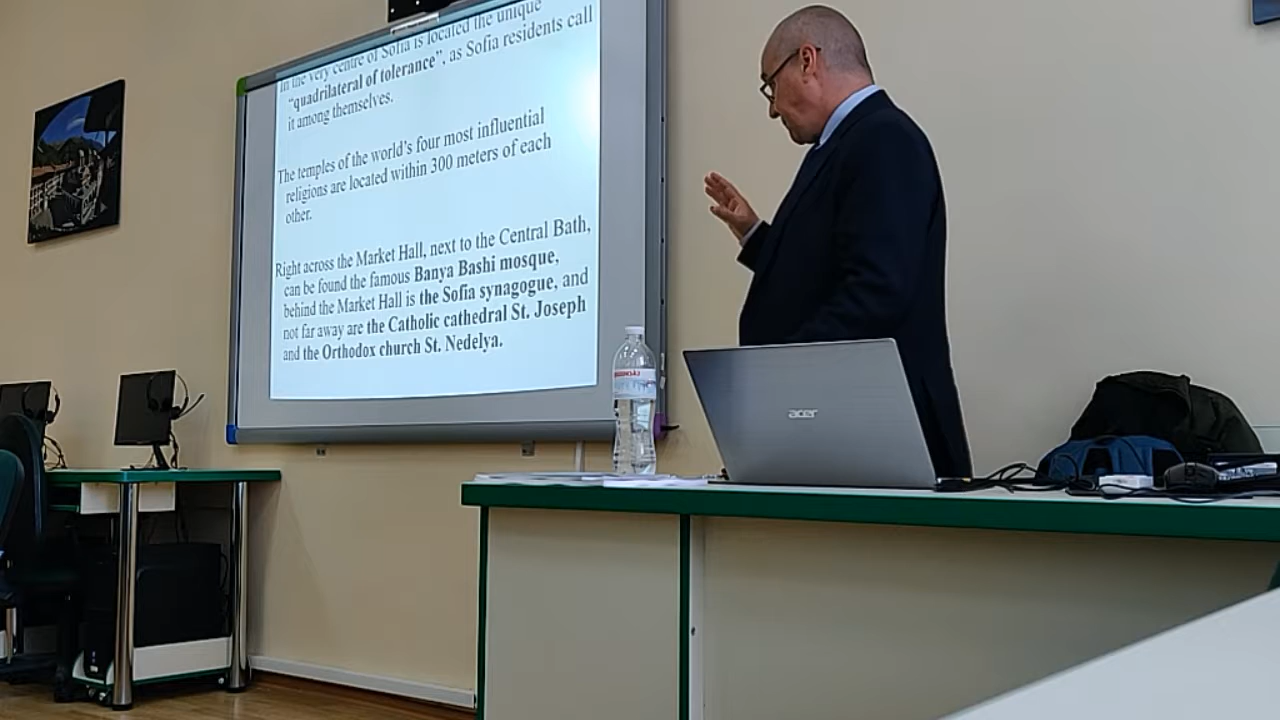 In the very centre of Sofia is located the unique
“quadrilateral of tolerance”, as Sofia residents call
it among themselves.
The temples of the world’s four most influential
religions are located within 300 meters of each
other.
Right across the Market Hall, next to the Central Bath,
can be found the famous Banya Bashi mosque,
behind the Market Hall is the Sofia synagogue, and
not far away are the Catholic cathedral St. Joseph
and the Orthodox church St. Nedelya.
acer